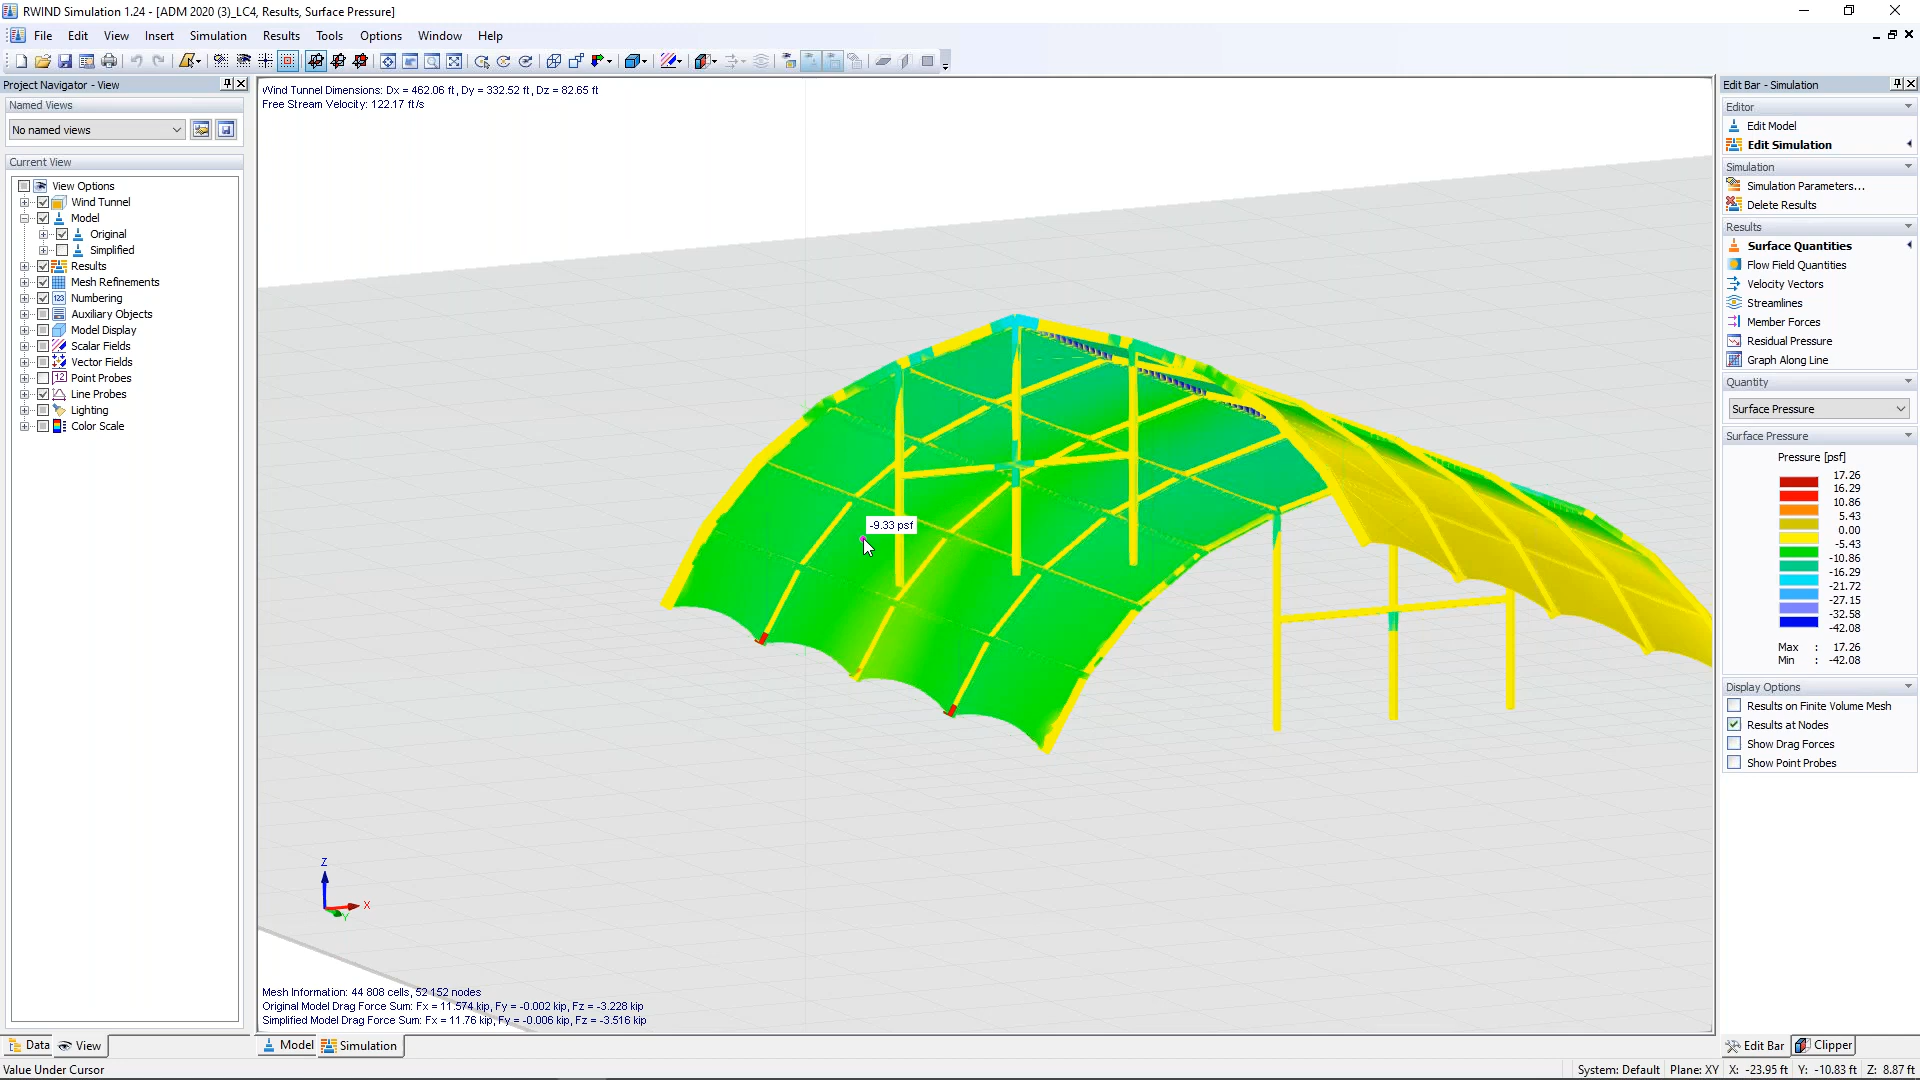 RWIND Simulation 1.24 - [ADM 2020 (3)_LC4, Results, Surface Pressure]
File Edit View Insert Simulation Results Tools Options Window Help
Project Navigator - View
Named Views
No named views
Current View
View Options
Wind Tunnel
Model
Original
Simplified
Results
Mesh Refinements
123 Numbering
Auxiliary Objects
Model Display
Scalar Fields
Vector Fields
12 Point Probes
Line Probes
Lighting
Color Scale
Data View
Value Under Cursor
Wind Tunnel Dimensions: Dx = 462.06 ft, Dy = 332.52 ft, Dz = 82.65 ft
Free Stream Velocity: 122.17 ft/s
-9.33 psf
Z
X
Y
Mesh Information: 44 808 cells, 52 152 nodes
Original Model Drag Force Sum: Fx = 11.574 kip, Fy = -0.002 kip, Fz = -3.228 kip
Simplified Model Drag Force Sum: Fx = 11.76 kip, Fy = -0.006 kip, Fz = -3.516 kip
Model Simulation
Edit Bar - Simulation
Editor
Edit Model
Edit Simulation
Simulation
Simulation Parameters...
Delete Results
Results
Surface Quantities
Flow Field Quantities
Velocity Vectors
Streamlines
Member Forces
Residual Pressure
Graph Along Line
Quantity
Surface Pressure
Surface Pressure
Pressure [psf]
17.26
16.29
10.86
5.43
0.00
-5.43
-10.86
-16.29
-21.72
-27.15
-32.58
-42.08
Max : 17.26
Min : -42.08
Display Options
Results on Finite Volume Mesh
Results at Nodes
Show Drag Forces
Show Point Probes
Edit Bar Clipper
System: Default Plane: XY X: -23.95 ft Y: -10.83 ft Z: 8.87 ft